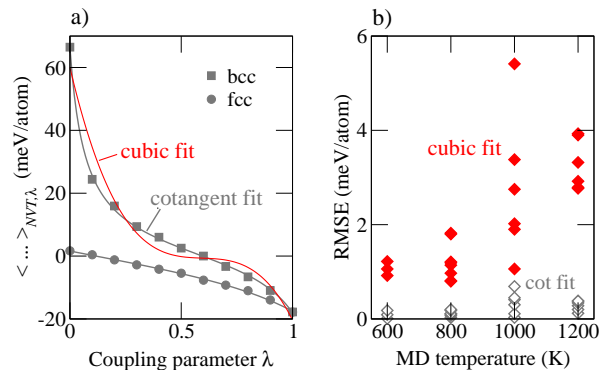 a)
< ... >NVT,λ (meV/atom)
60
40
20
0
-20
bcc
fcc
cubic fit
cotangent fit
0
0.5
1
Coupling parameter λ
b)
RMSE (meV/atom)
6
4
2
0
cubic fit
cot fit
600
800
1000
1200
MD temperature (K)